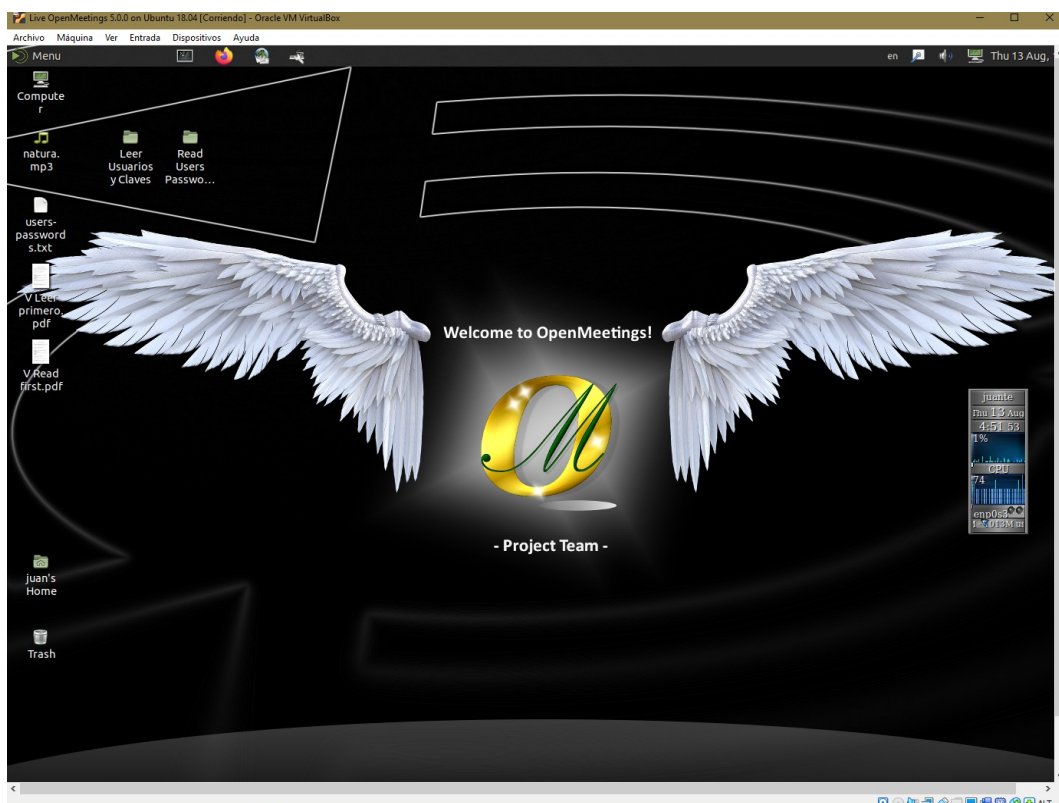 Live OpenMeetings 5.0.0 on Ubuntu 18.04 [Corriendo] - Oracle VM VirtualBox
Archivo Máquina Ver Entrada Dispositivos Ayuda
Menu
en
Thu 13 Aug,
Compute
r
natura.
mp3
Leer
Usuarios
y Claves
Read
Users
Passwo...
users-
password
s.txt
V Leer
primero.
pdf
V Read
first.pdf
Welcome to OpenMeetings!
OM
- Project Team -
juante
Thu 13 Aug
4:51 53
1%
CPU
74
enp0s3
juan's
Home
Trash